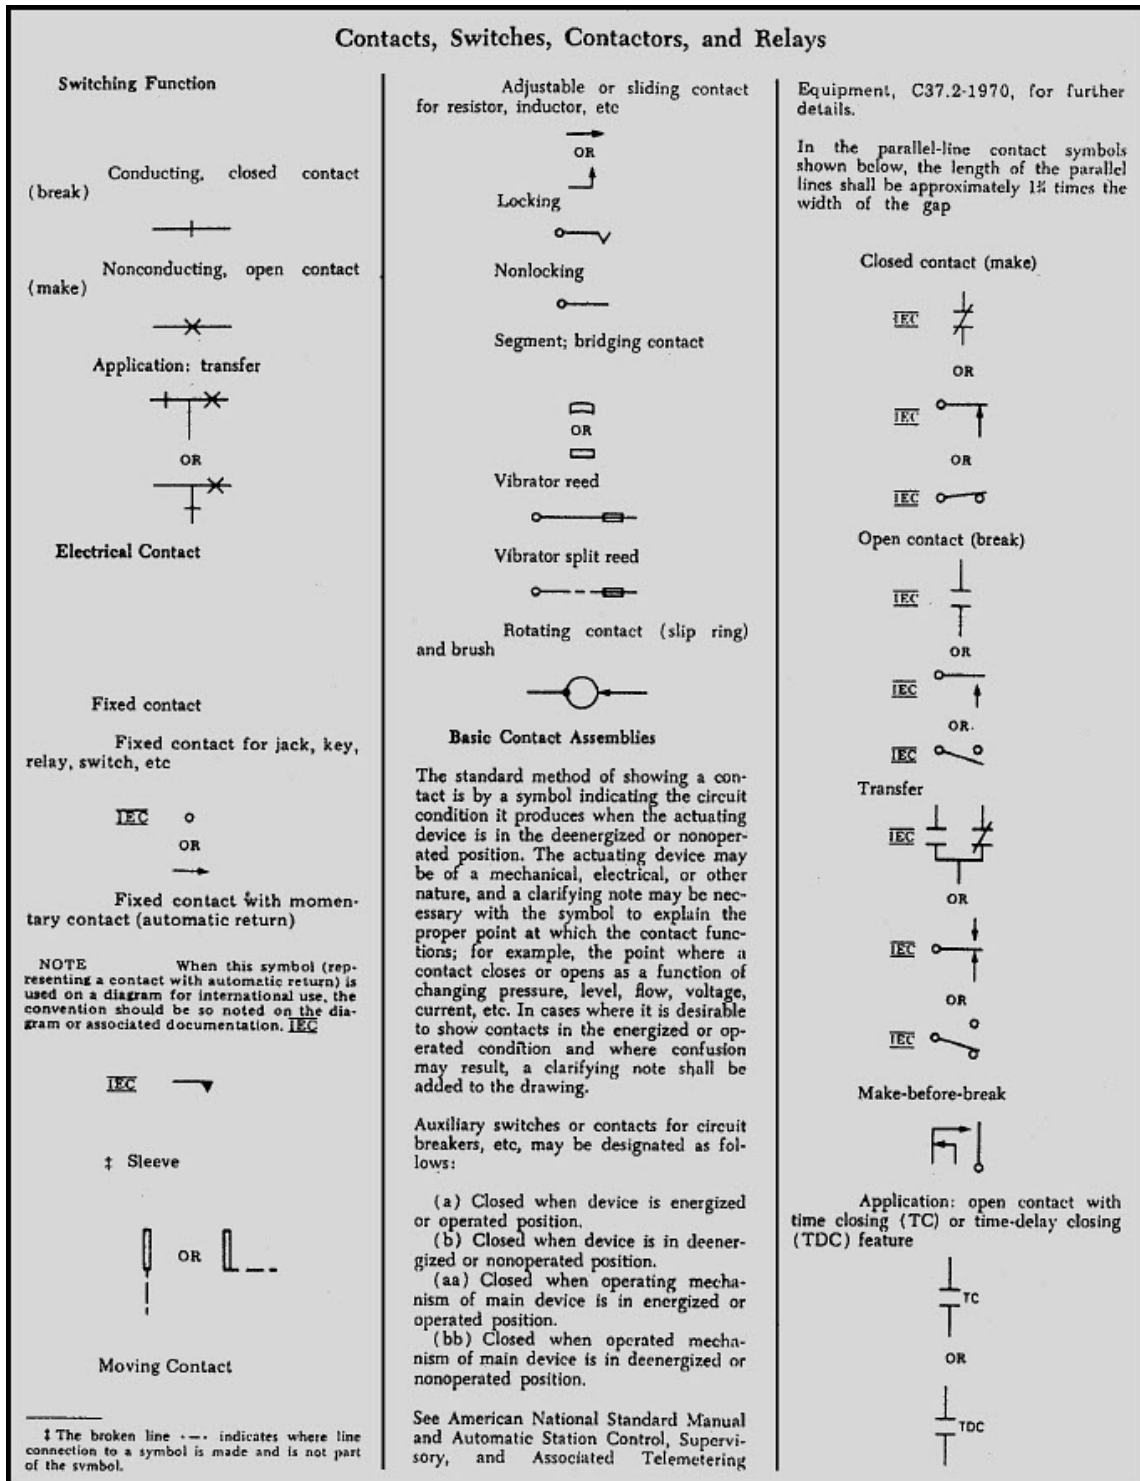 Contacts, Switches, Contactors, and Relays
Switching Function
Conducting, closed contact
(break)
Nonconducting, open contact
(make)
Application: transfer
OR
Electrical Contact
Fixed contact
Fixed contact for jack, key,
relay, switch, etc
IEC
OR
Fixed contact with momen-
tary contact (automatic return)
NOTE When this symbol (rep-
resenting a contact with automatic return) is
used on a diagram for international use, the
convention should be so noted on the dia-
gram or associated documentation. IEC
IEC
‡ Sleeve
OR
Moving Contact
‡ The broken line ·—· indicates where line
connection to a symbol is made and is not part
of the symbol.
Adjustable or sliding contact
for resistor, inductor, etc
OR
Locking
Nonlocking
Segment; bridging contact
OR
Vibrator reed
Vibrator split reed
Rotating contact (slip ring)
and brush
Basic Contact Assemblies
The standard method of showing a con-
tact is by a symbol indicating the circuit
condition it produces when the actuating
device is in the deenergized or nonoper-
ated position. The actuating device may
be of a mechanical, electrical, or other
nature, and a clarifying note may be nec-
essary with the symbol to explain the
proper point at which the contact func-
tions; for example, the point where a
contact closes or opens as a function of
changing pressure, level, flow, voltage,
current, etc. In cases where it is desirable
to show contacts in the energized or op-
erated condition and where confusion
may result, a clarifying note shall be
added to the drawing.
Auxiliary switches or contacts for circuit
breakers, etc, may be designated as fol-
lows:
(a) Closed when device is energized
or operated position.
(b) Closed when device is in deener-
gized or nonoperated position.
(aa) Closed when operating mecha-
nism of main device is in energized or
operated position.
(bb) Closed when operated mecha-
nism of main device is in deenergized or
nonoperated position.
See American National Standard Manual
and Automatic Station Control, Supervi-
sory, and Associated Telemetering
Equipment, C37.2-1970, for further
details.
In the parallel-line contact symbols
shown below, the length of the parallel
lines shall be approximately 1¼ times the
width of the gap
Closed contact (make)
IEC
OR
IEC
OR
IEC
Open contact (break)
IEC
OR
IEC
OR.
IEC
Transfer
IEC
OR
IEC
OR
IEC
Make-before-break
Application: open contact with
time closing (TC) or time-delay closing
(TDC) feature
TC
OR
TDC